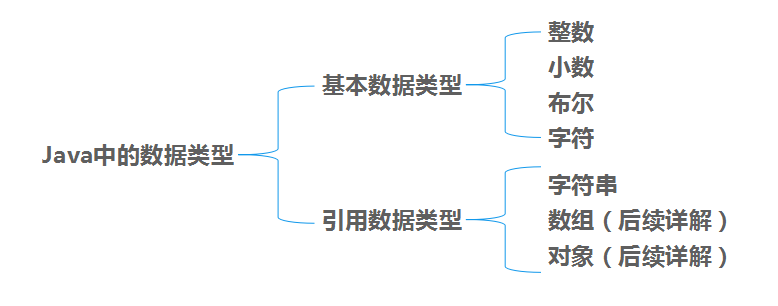 Java中的数据类型
基本数据类型
整数
小数
布尔
字符
引用数据类型
字符串
数组（后续详解）
对象（后续详解）